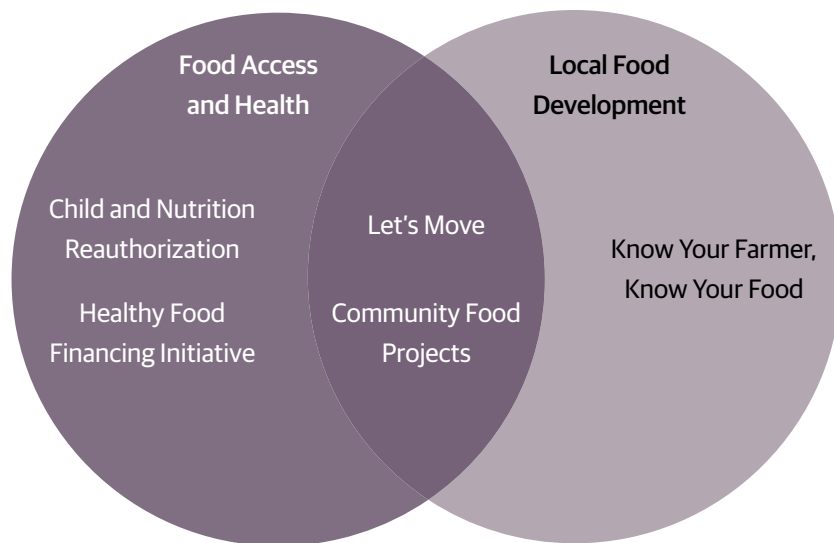 Food Access
and Health
Child and Nutrition
Reauthorization
Healthy Food
Financing Initiative
Let's Move
Community Food
Projects
Local Food
Development
Know Your Farmer,
Know Your Food